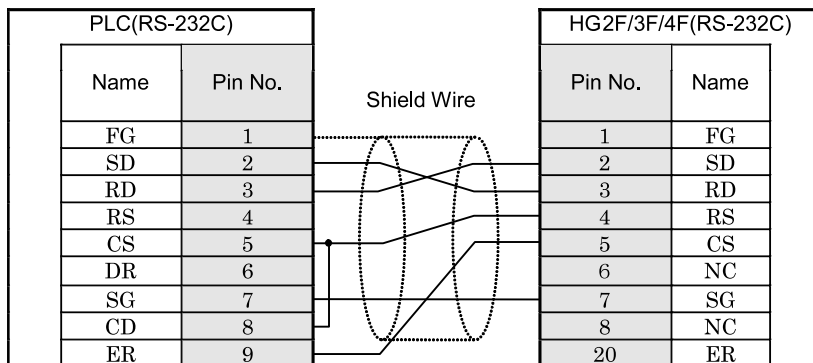 PLC(RS-232C) HG2F/3F/4F(RS-232C)
Name Pin No. Shield Wire Pin No. Name
FG 1 1 FG
SD 2 2 SD
RD 3 3 RD
RS 4 4 RS
CS 5 5 CS
DR 6 6 NC
SG 7 7 SG
CD 8 8 NC
ER 9 20 ER